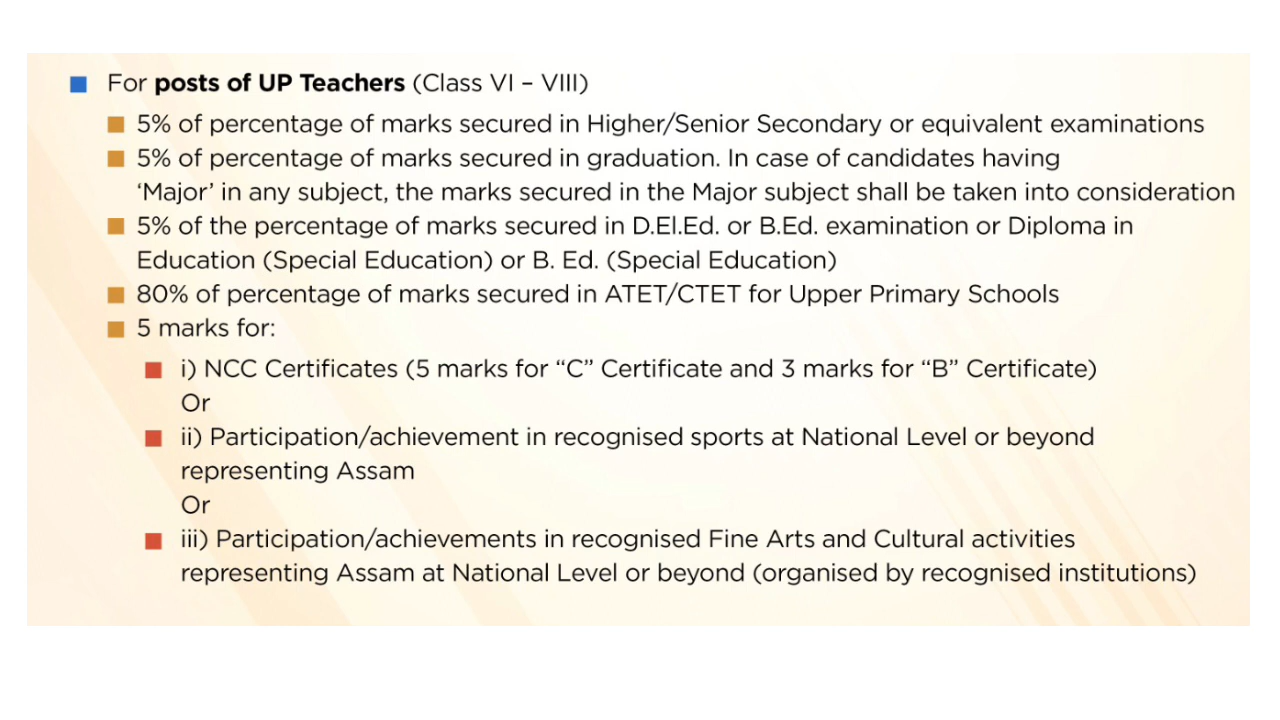 For posts of UP Teachers (Class VI – VIII)
5% of percentage of marks secured in Higher/Senior Secondary or equivalent examinations
5% of percentage of marks secured in graduation. In case of candidates having
‘Major’ in any subject, the marks secured in the Major subject shall be taken into consideration
5% of the percentage of marks secured in D.El.Ed. or B.Ed. examination or Diploma in
Education (Special Education) or B. Ed. (Special Education)
80% of percentage of marks secured in ATET/CTET for Upper Primary Schools
5 marks for:
i) NCC Certificates (5 marks for “C” Certificate and 3 marks for “B” Certificate)
Or
ii) Participation/achievement in recognised sports at National Level or beyond
representing Assam
Or
iii) Participation/achievements in recognised Fine Arts and Cultural activities
representing Assam at National Level or beyond (organised by recognised institutions)